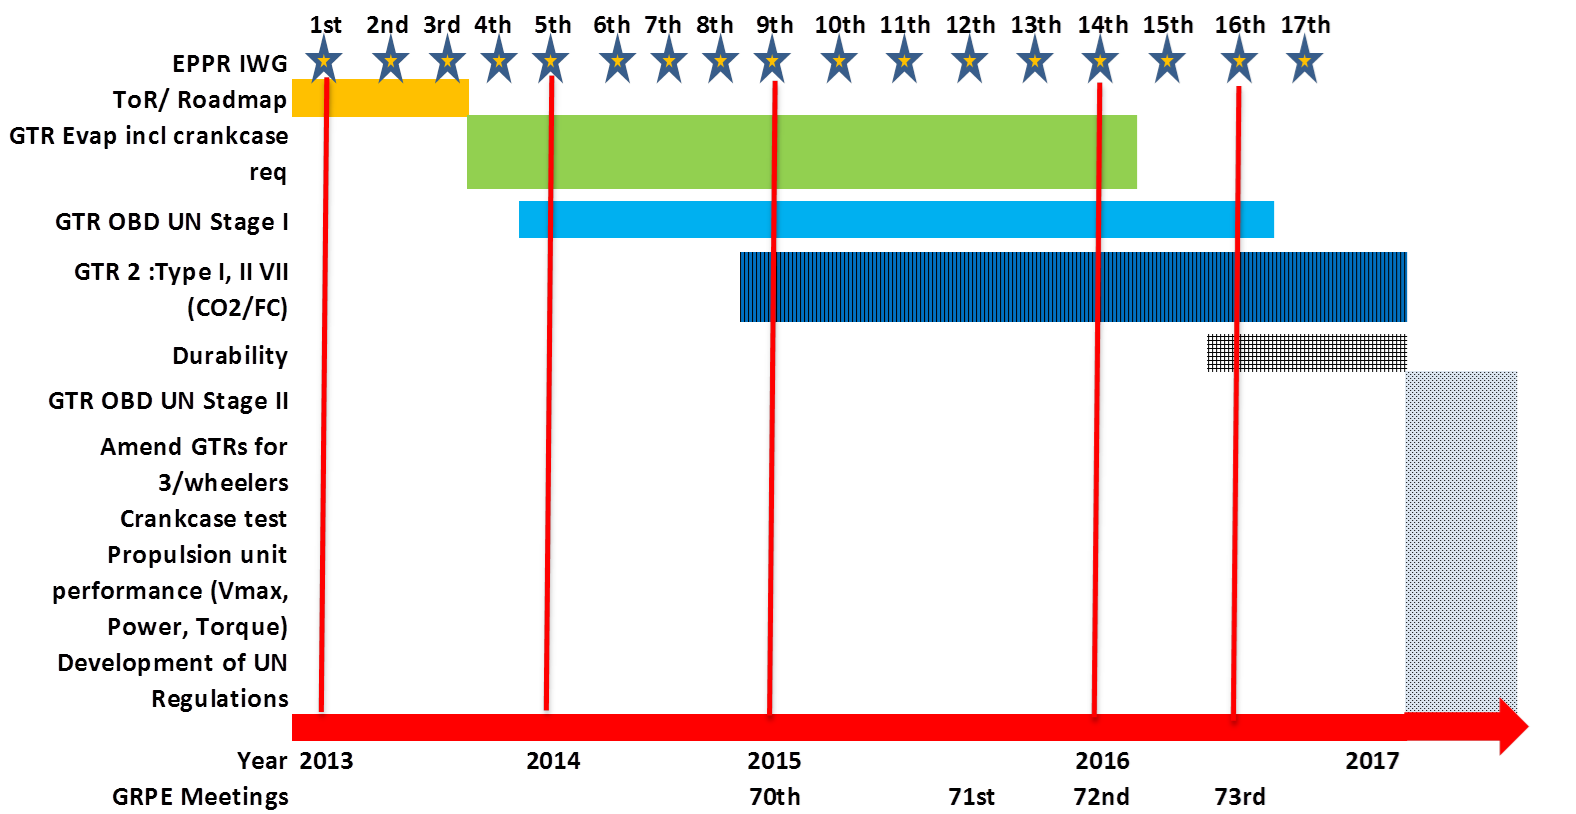 1st 2nd 3rd 4th 5th 6th 7th 8th 9th 10th 11th 12th 13th 14th 15th 16th 17th
EPPR IWG
ToR/ Roadmap
GTR Evap incl crankcase
req
GTR OBD UN Stage I
GTR 2 :Type I, II VII
(CO2/FC)
Durability
GTR OBD UN Stage II
Amend GTRs for
3/wheelers
Crankcase test
Propulsion unit
performance (Vmax,
Power, Torque)
Development of UN
Regulations
Year 2013 2014 2015 2016 2017
GRPE Meetings 70th 71st 72nd 73rd